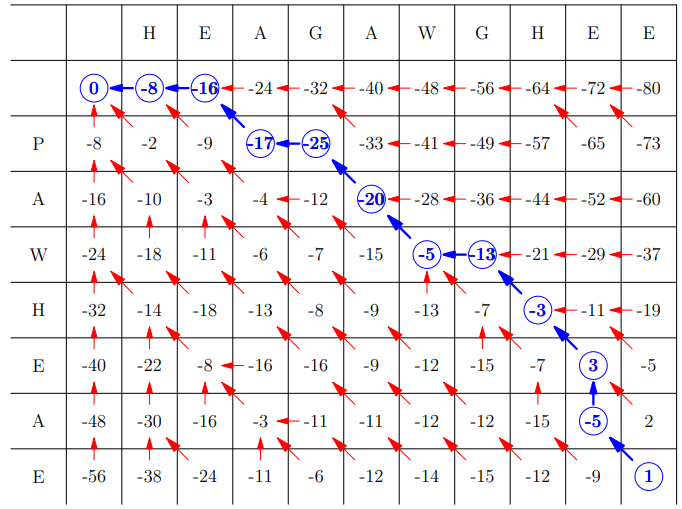 H E A G A W G H E E
0 -8 -16 -24 -32 -40 -48 -56 -64 -72 -80
P -8 -2 -9 -17 -25 -33 -41 -49 -57 -65 -73
A -16 -10 -3 -4 -12 -20 -28 -36 -44 -52 -60
W -24 -18 -11 -6 -7 -15 -5 -13 -21 -29 -37
H -32 -14 -18 -13 -8 -9 -13 -7 -3 -11 -19
E -40 -22 -8 -16 -16 -9 -12 -15 -7 3 -5
A -48 -30 -16 -3 -11 -11 -12 -12 -15 -5 2
E -56 -38 -24 -11 -6 -12 -14 -15 -12 -9 1